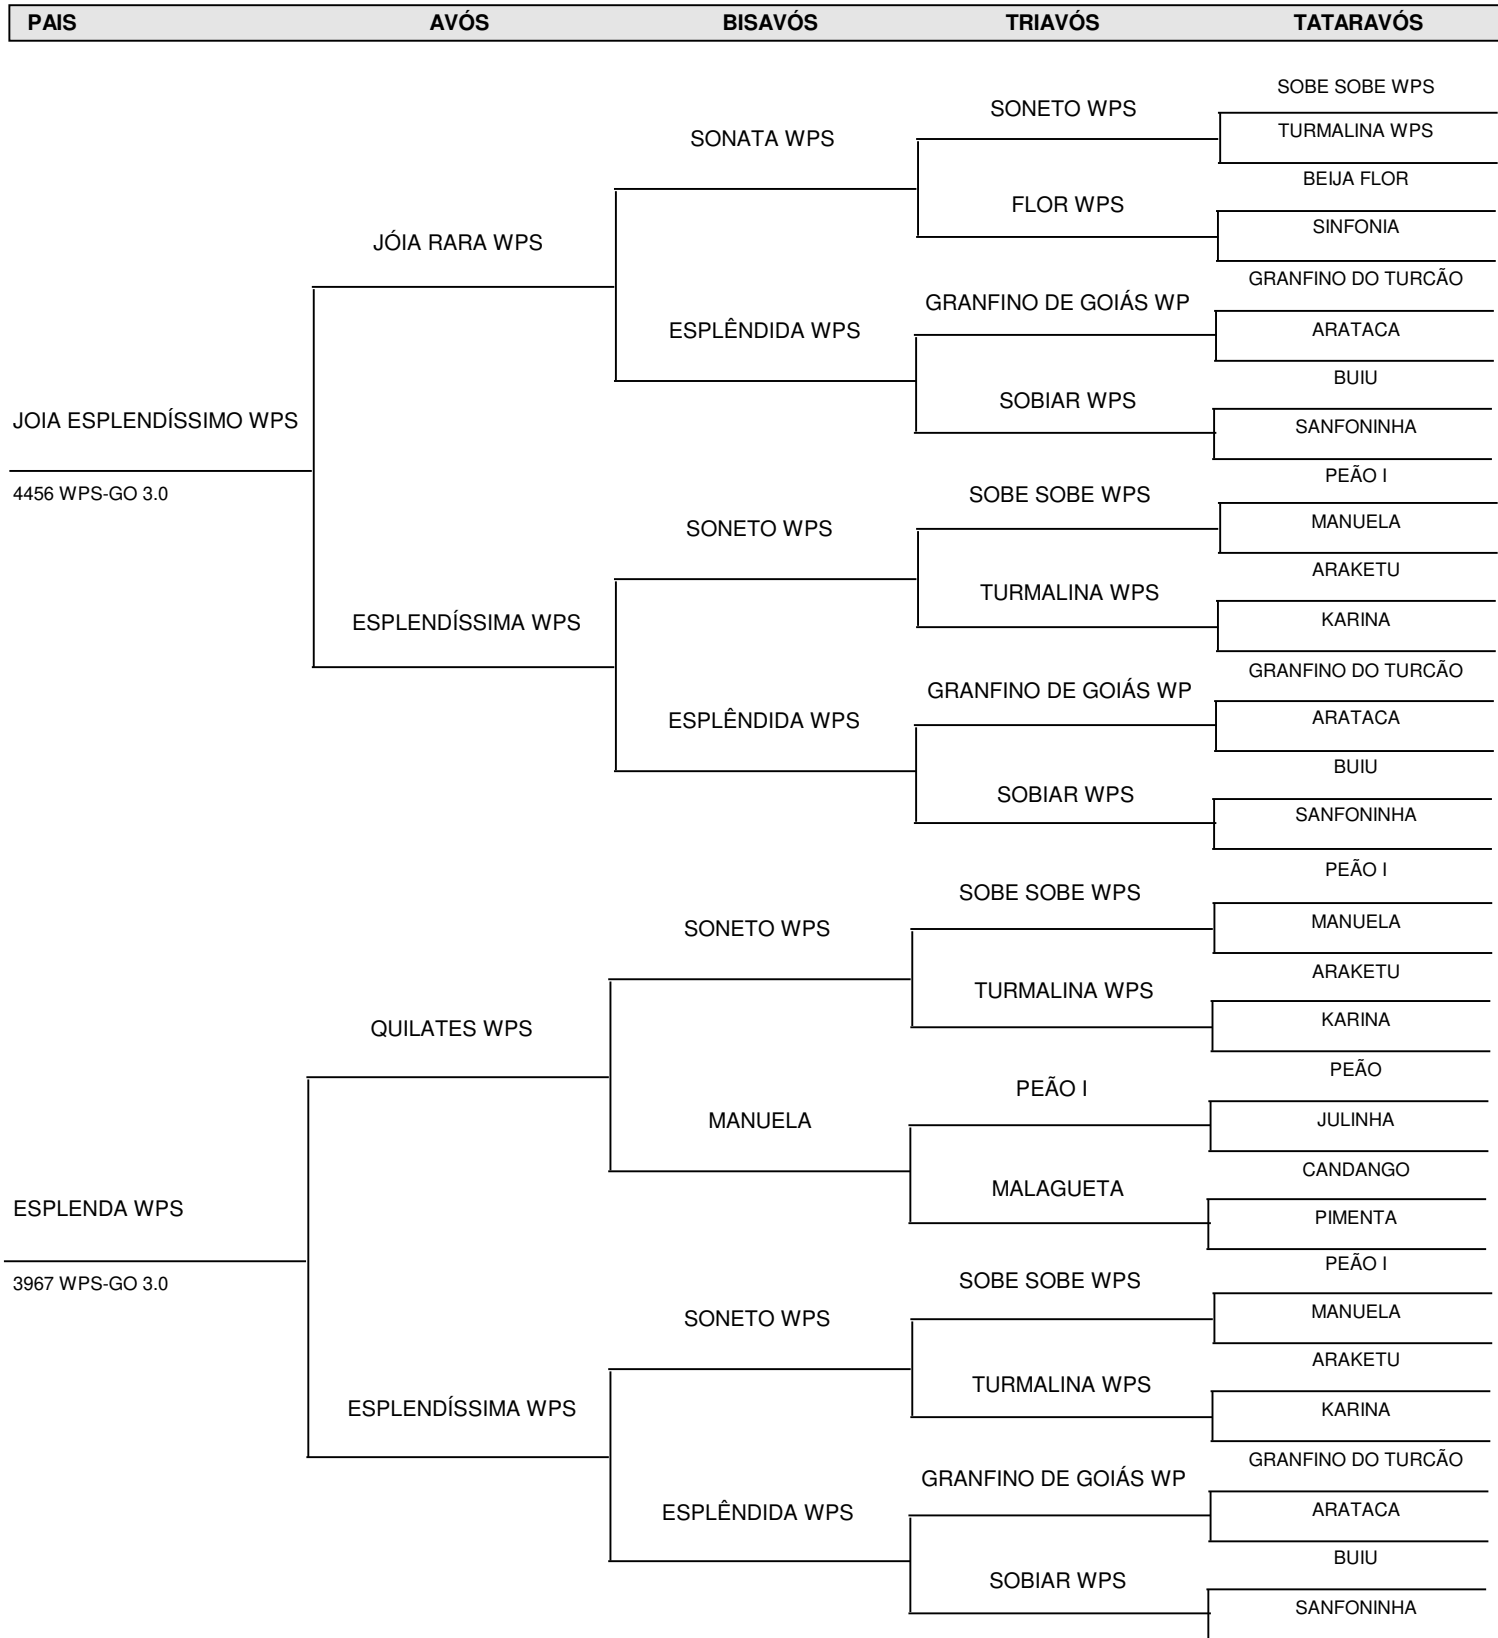 PAIS AVÓS BISAVÓS TRIAVÓS TATARAVÓS
SOBE SOBE WPS
SONETO WPS
TURMALINA WPS
SONATA WPS
BEIJA FLOR
FLOR WPS
SINFONIA
JÓIA RARA WPS
GRANFINO DO TURCÃO
GRANFINO DE GOIÁS WP
ARATACA
ESPLÊNDIDA WPS
BUIU
SOBIAR WPS
SANFONINHA
JOIA ESPLENDÍSSIMO WPS
4456 WPS-GO 3.0
PEÃO I
SOBE SOBE WPS
MANUELA
SONETO WPS
ARAKETU
TURMALINA WPS
KARINA
ESPLENDÍSSIMA WPS
GRANFINO DO TURCÃO
GRANFINO DE GOIÁS WP
ARATACA
ESPLÊNDIDA WPS
BUIU
SOBIAR WPS
SANFONINHA
PEÃO I
SOBE SOBE WPS
MANUELA
SONETO WPS
ARAKETU
TURMALINA WPS
KARINA
QUILATES WPS
PEÃO
PEÃO I
JULINHA
MANUELA
CANDANGO
MALAGUETA
PIMENTA
ESPLENDA WPS
3967 WPS-GO 3.0
PEÃO I
SOBE SOBE WPS
MANUELA
SONETO WPS
ARAKETU
TURMALINA WPS
KARINA
ESPLENDÍSSIMA WPS
GRANFINO DO TURCÃO
GRANFINO DE GOIÁS WP
ARATACA
ESPLÊNDIDA WPS
BUIU
SOBIAR WPS
SANFONINHA